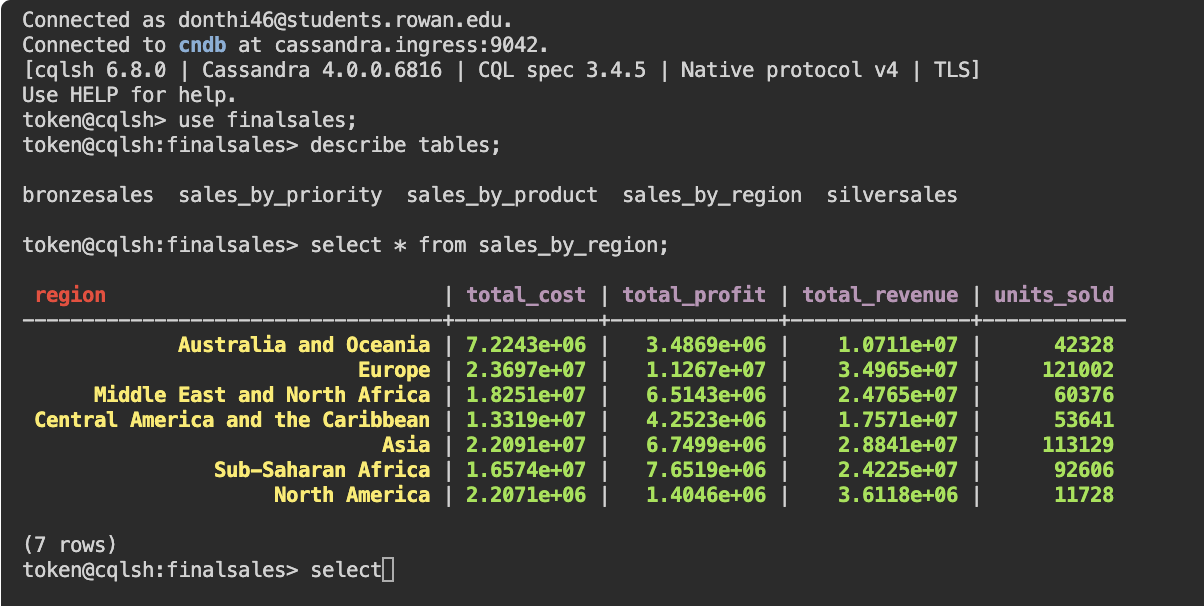 Connected as donthi46@students.rowan.edu.
Connected to cndb at cassandra.ingress:9042.
[cqlsh 6.8.0 | Cassandra 4.0.0.6816 | CQL spec 3.4.5 | Native protocol v4 | TLS]
Use HELP for help.
token@cqlsh> use finalsales;
token@cqlsh:finalsales> describe tables;
bronzesales  sales_by_priority  sales_by_product  sales_by_region  silversales
token@cqlsh:finalsales> select * from sales_by_region;
region | total_cost | total_profit | total_revenue | units_sold
Australia and Oceania | 7.2243e+06 | 3.4869e+06 | 1.0711e+07 | 42328
Europe | 2.3697e+07 | 1.1267e+07 | 3.4965e+07 | 121002
Middle East and North Africa | 1.8251e+07 | 6.5143e+06 | 2.4765e+07 | 60376
Central America and the Caribbean | 1.3319e+07 | 4.2523e+06 | 1.7571e+07 | 53641
Asia | 2.2091e+07 | 6.7499e+06 | 2.8841e+07 | 113129
Sub-Saharan Africa | 1.6574e+07 | 7.6519e+06 | 2.4225e+07 | 92606
North America | 2.2071e+06 | 1.4046e+06 | 3.6118e+06 | 11728
(7 rows)
token@cqlsh:finalsales> select